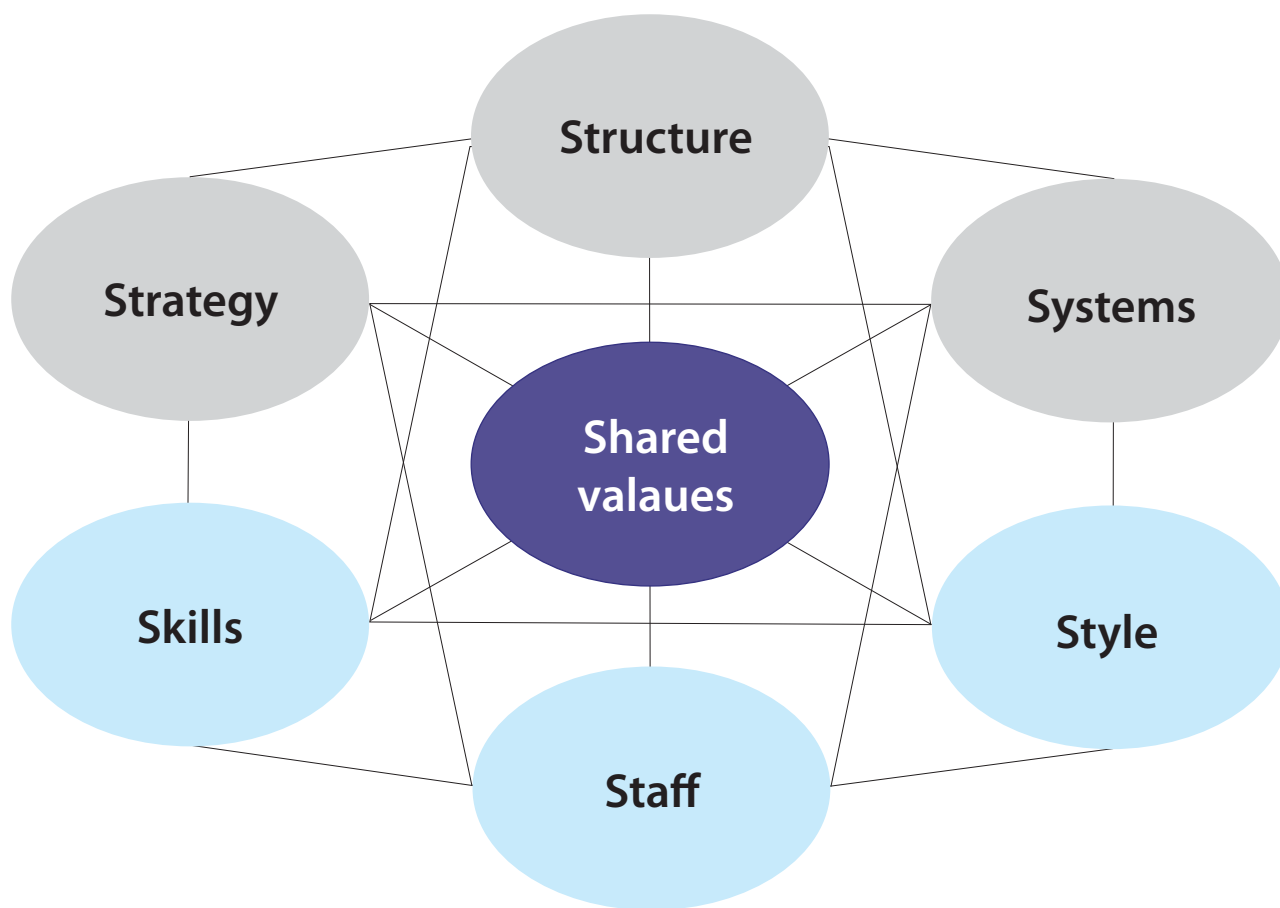 Structure
Strategy
Systems
Shared
valaues
Skills
Style
Staff